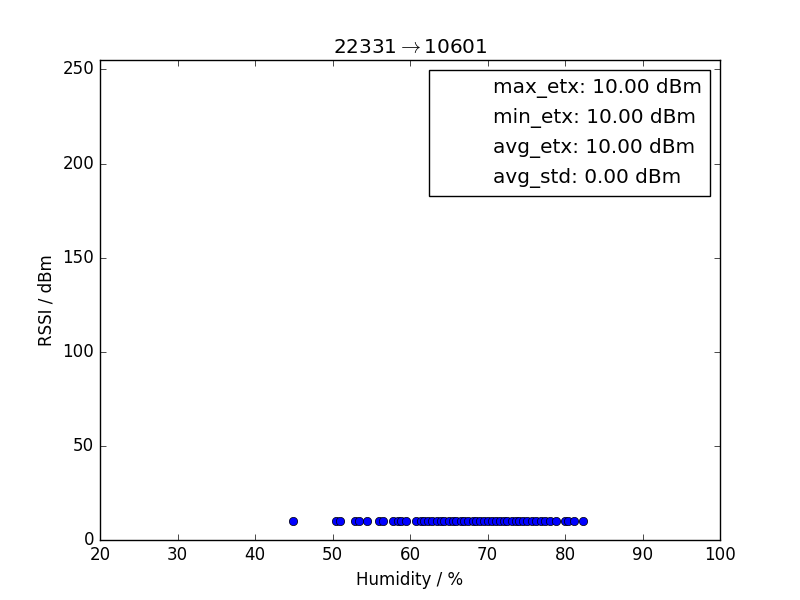 22331→10601
max_etx: 10.00 dBm
min_etx: 10.00 dBm
avg_etx: 10.00 dBm
avg_std: 0.00 dBm
RSSI / dBm
250
200
150
100
50
0
20 30 40 50 60 70 80 90 100
Humidity / %